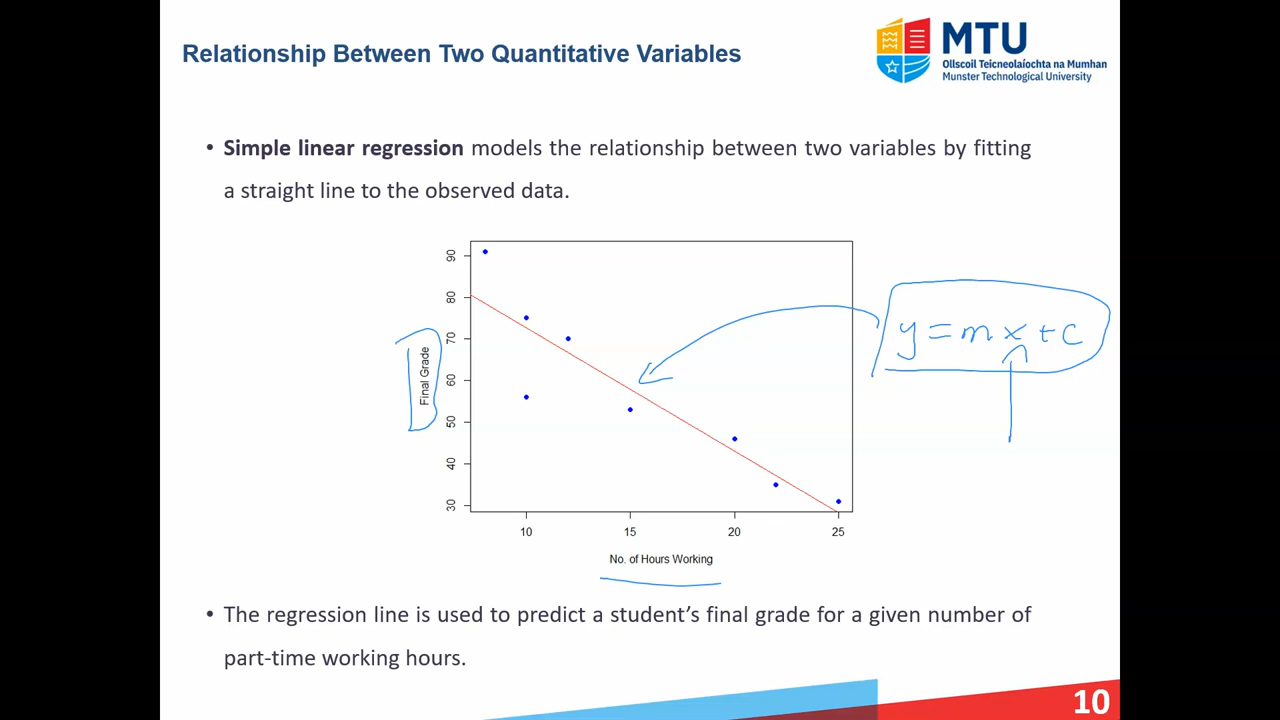 Relationship Between Two Quantitative Variables
MTU
Ollscoil Teicneolaíochta na Mumhan
Munster Technological University
• Simple linear regression models the relationship between two variables by fitting
a straight line to the observed data.
90
80
70
60
50
40
30
Final Grade
10 15 20 25
No. of Hours Working
y = mx + c
• The regression line is used to predict a student’s final grade for a given number of
part-time working hours.
10